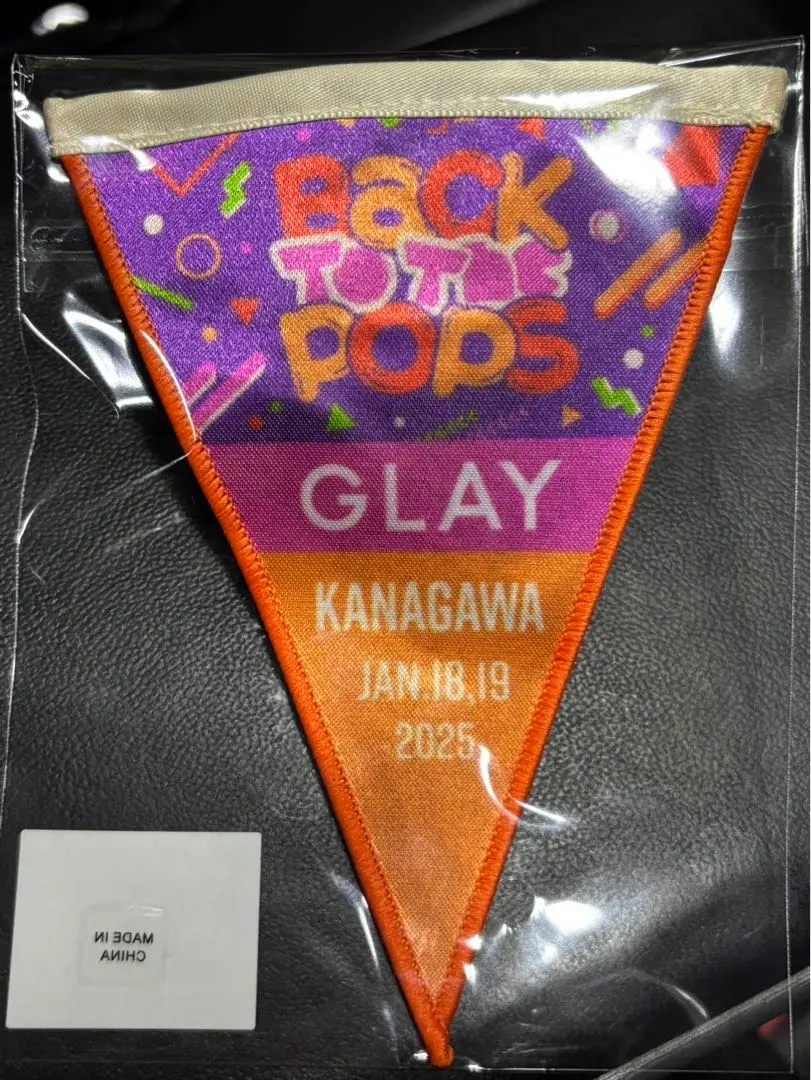 BaCK
TO THE
POPS
GLAY
KANAGAWA
JAN.18,19
2025
MADE IN
CHINA